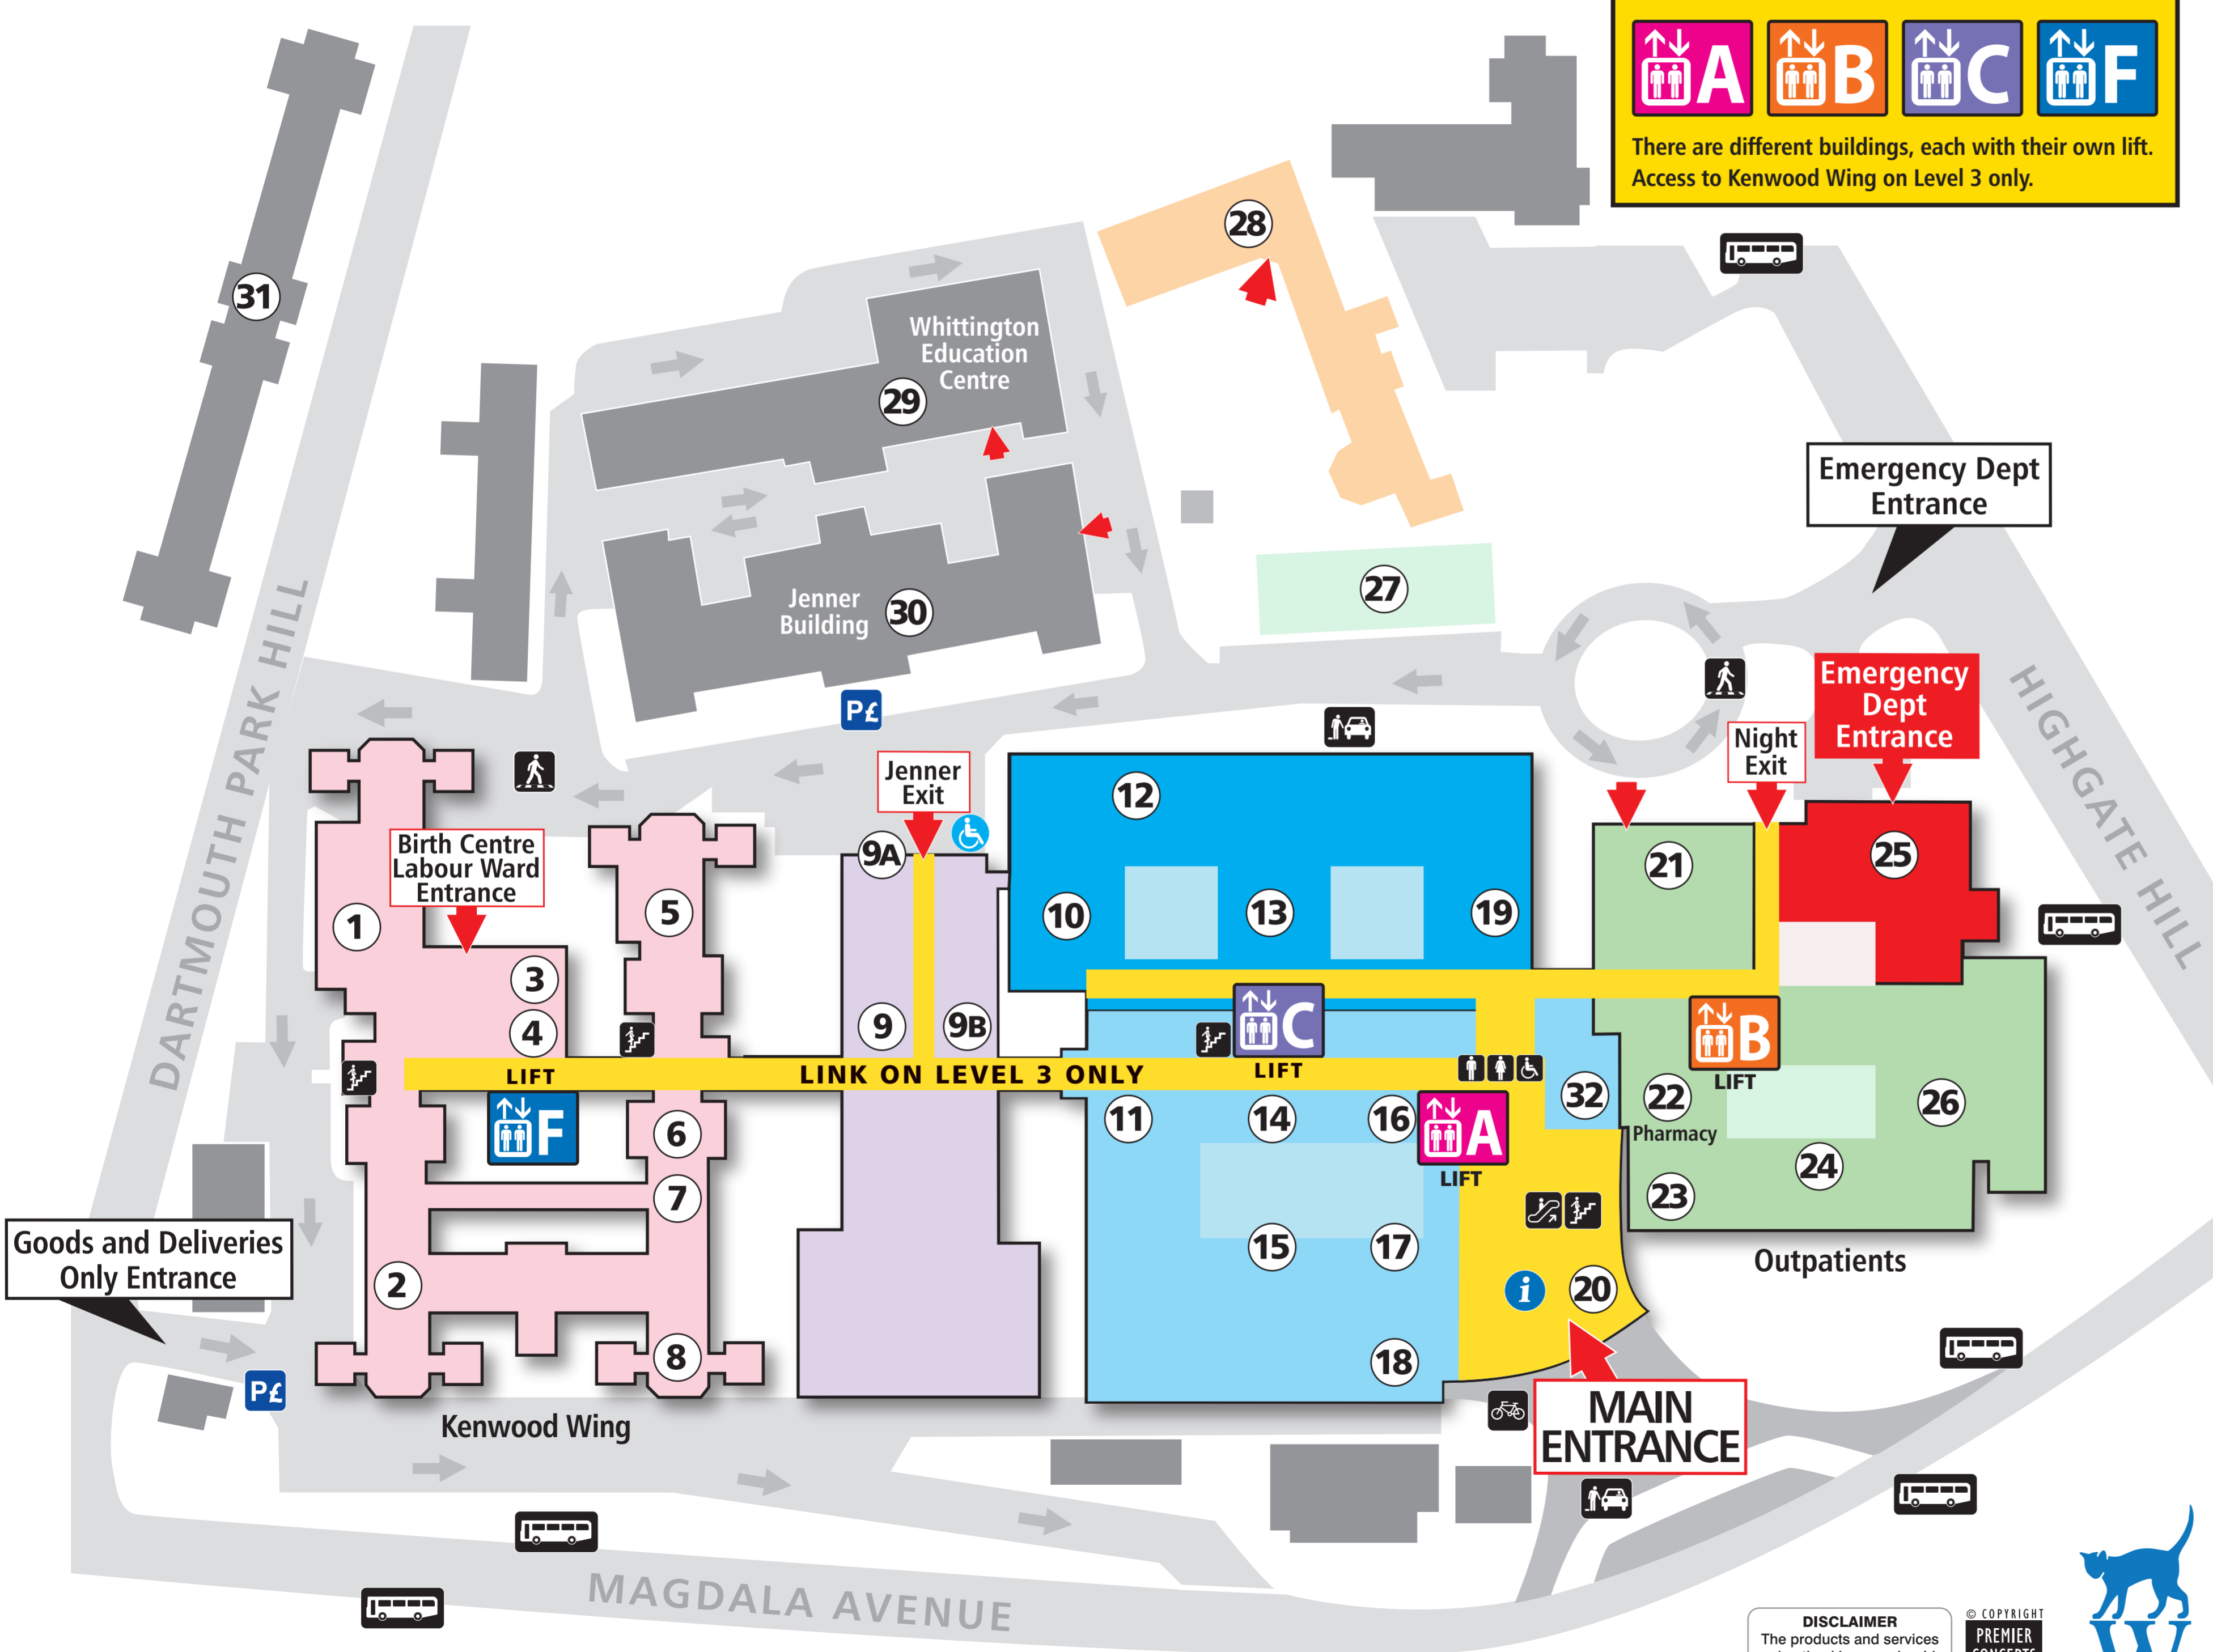 A
B
C
F
There are different buildings, each with their own lift.
Access to Kenwood Wing on Level 3 only.
28
31
Whittington
Education
Centre
29
Emergency Dept
Entrance
27
Jenner
Building
30
DARTMOUTH PARK HILL
HIGHGATE HILL
P£
Emergency
Dept
Entrance
Night
Exit
Jenner
Exit
12
Birth Centre
Labour Ward
Entrance
9A
21
25
1
5
10
13
19
3
4
9
9B
C
LIFT
B
LIFT
LIFT
F
LINK ON LEVEL 3 ONLY
11
14
16
A
LIFT
32
22
Pharmacy
26
6
7
24
23
Goods and Deliveries
Only Entrance
2
15
17
i
20
Outpatients
8
18
P£
Kenwood Wing
MAIN
ENTRANCE
MAGDALA AVENUE
DISCLAIMER
The products and services
© COPYRIGHT
PREMIER
CONCEPTS
W